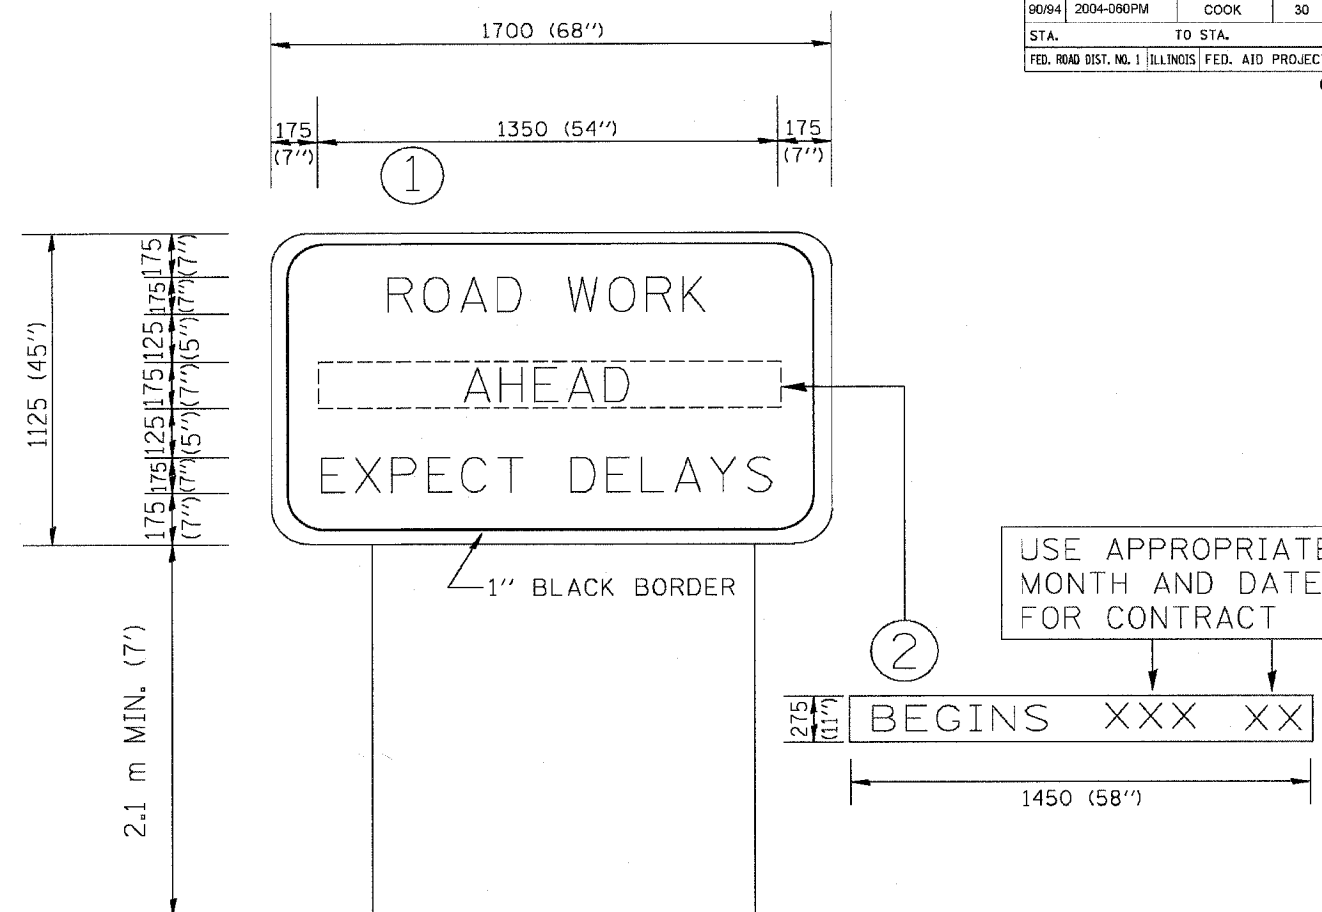 90/94 2004-060PM COOK 30
STA. TO STA.
FED. ROAD DIST. NO. 1 ILLINOIS FED. AID PROJECT
1700 (68'')
175 (7'')
1350 (54'')
175 (7'')
1
1125 (45'')
175 (7'')
175 (7'')
125 (5'')
175 (7'')
125 (5'')
175 (7'')
175 (7'')
ROAD WORK
AHEAD
EXPECT DELAYS
1'' BLACK BORDER
2.1 m MIN. (7')
USE APPROPRIATE
MONTH AND DATE
FOR CONTRACT
2
275 (11'')
BEGINS XXX XX
1450 (58'')